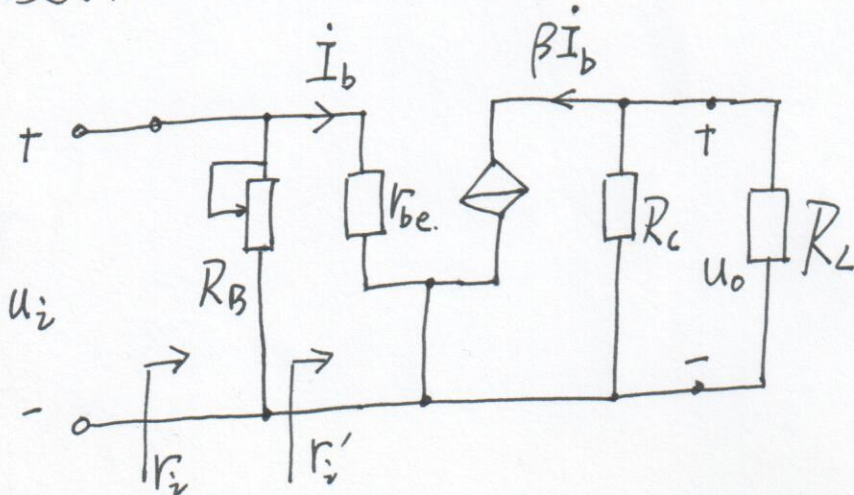 İb
βİb
+
rbe.
Rc
+
uo
RL
RB
ui
-
-
ri
ri'